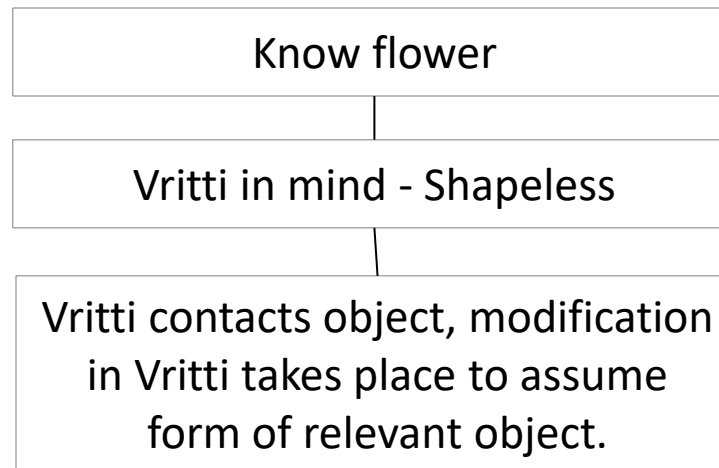 Know flower
Vritti in mind - Shapeless
Vritti contacts object, modification
in Vritti takes place to assume
form of relevant object.